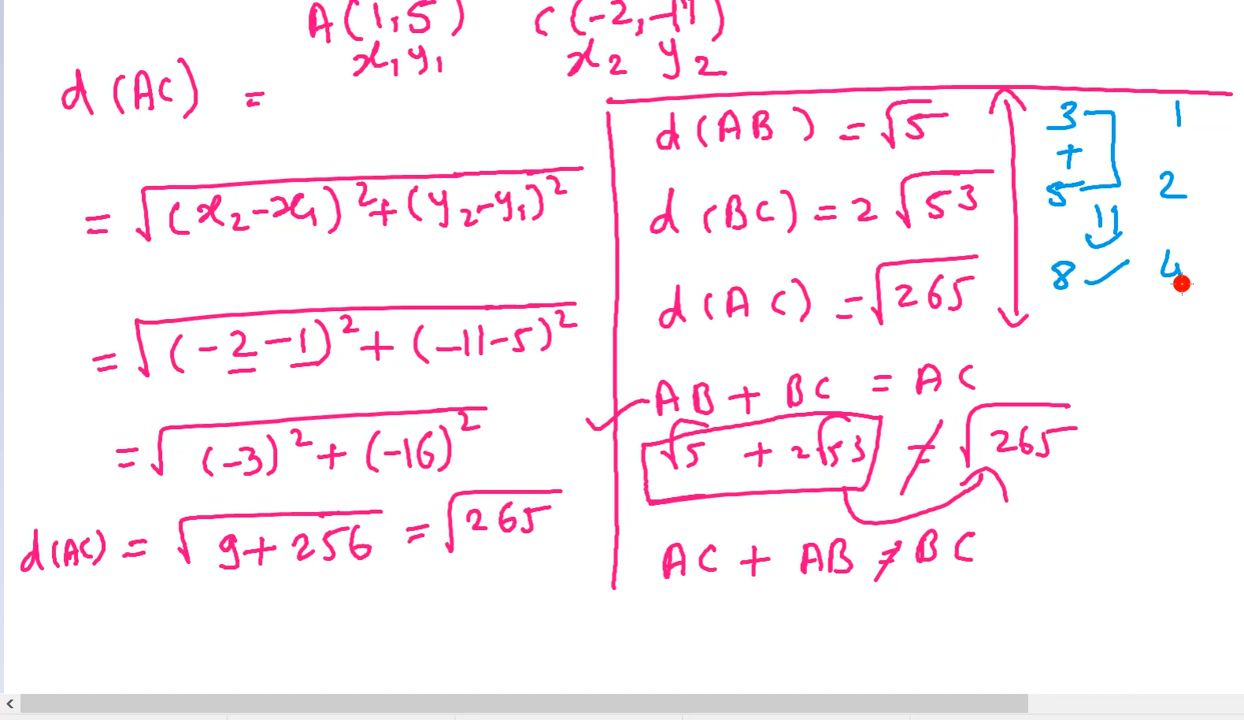 A(1,5) C(-2,-11)
x₁ y₁ x₂ y₂
d(AC) =
= √((x₂-x₁)²+(y₂-y₁)²)
= √((-2-1)²+(-11-5)²)
= √((-3)²+(-16)²)
d(AC) = √(9+256) = √265
d(AB) = √5
d(BC) = 2√53
d(AC) = √265
AB + BC = AC
√5 + 2√53 ≠ √265
AC + AB ≠ BC
3 1
+
5 2
8 4